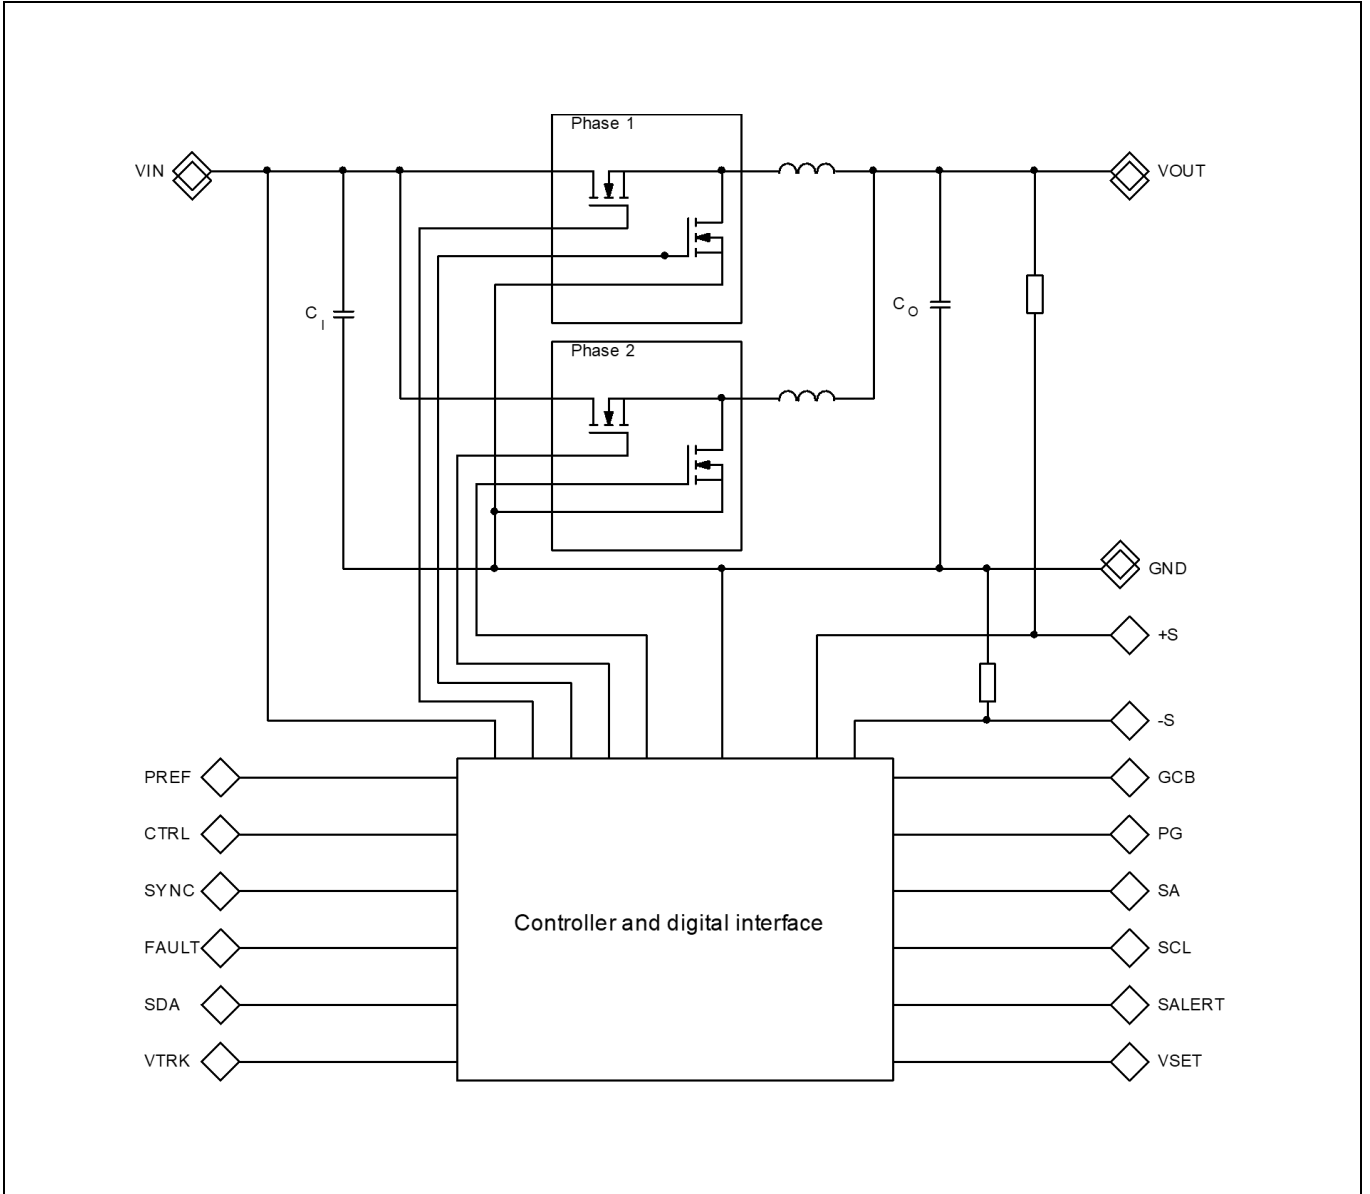 Phase 1
VIN
VOUT
C I
C O
Phase 2
GND
+S
-S
PREF
GCB
CTRL
PG
SYNC
SA
Controller and digital interface
FAULT
SCL
SDA
SALERT
VTRK
VSET